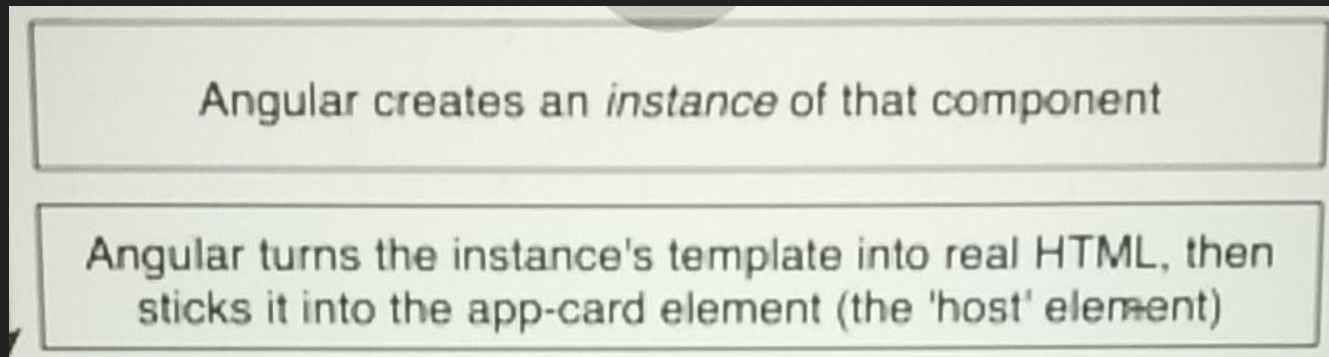 Angular creates an instance of that component
Angular turns the instance's template into real HTML, then
sticks it into the app-card element (the 'host' element)